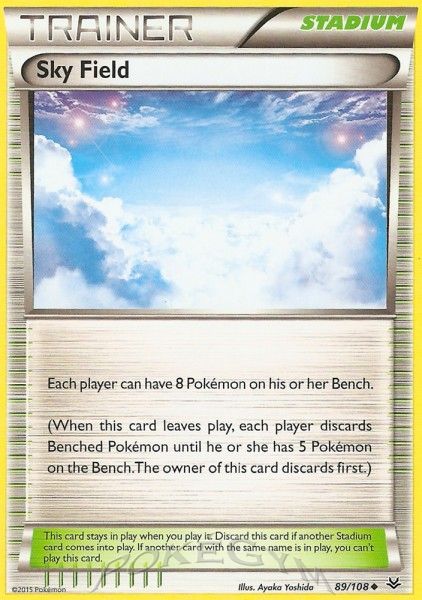 TRAINER
STADIUM
Sky Field
Each player can have 8 Pokémon on his or her Bench.
(When this card leaves play, each player discards
Benched Pokémon until he or she has 5 Pokémon
on the Bench.The owner of this card discards first.)
This card stays in play when you play it. Discard this card if another Stadium
card comes into play. If another card with the same name is in play, you can't
play this card.
POKEGYM
©2015 Pokémon
Illus. Ayaka Yoshida
89/108